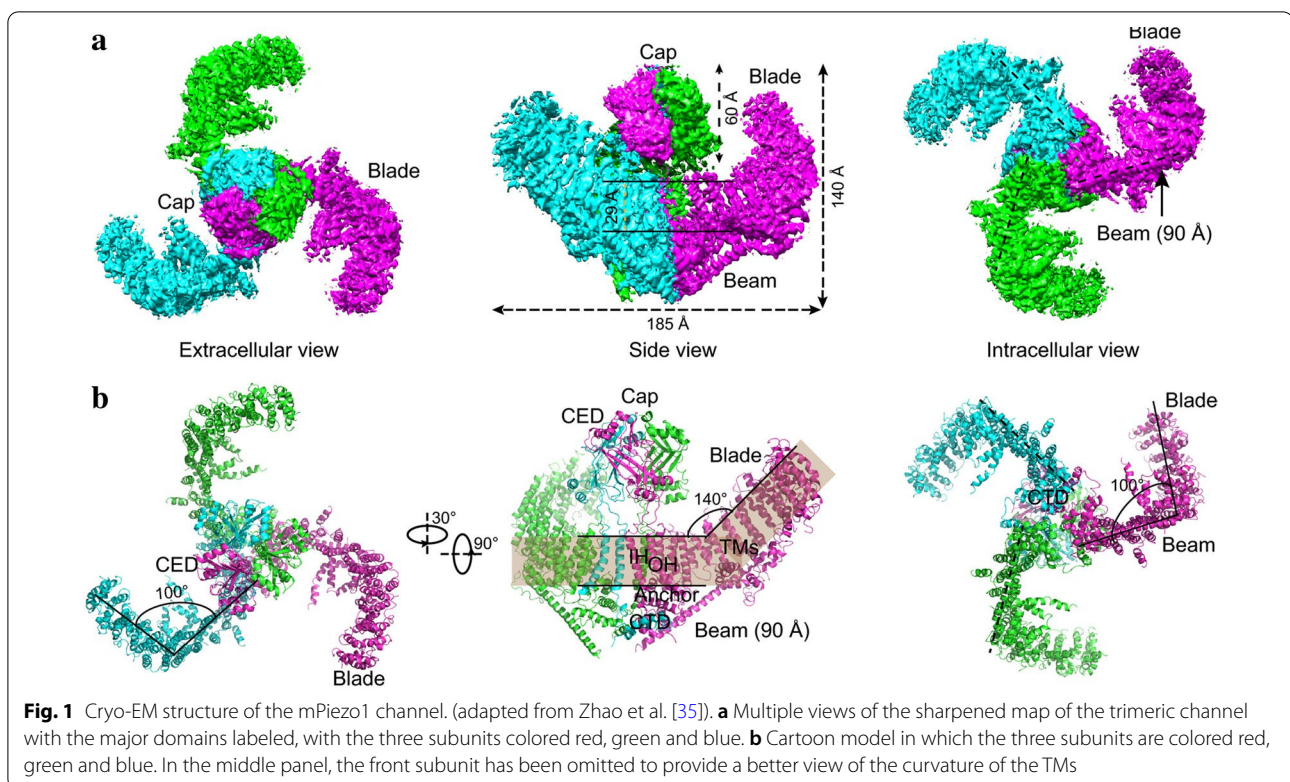 a
Cap
Blade
Extracellular view
Cap
Blade
60 Å
140 Å
29 Å
Beam
185 Å
Side view
Blade
Beam (90 Å)
Intracellular view
b
CED
100°
Blade
30°
90°
Cap
CED
Blade
140°
TMs
IH
OH
Anchor
CTD
Beam (90 Å)
Blade
CTD
100°
Beam
Fig. 1 Cryo-EM structure of the mPiezo1 channel. (adapted from Zhao et al. [35]). a Multiple views of the sharpened map of the trimeric channel
with the major domains labeled, with the three subunits colored red, green and blue. b Cartoon model in which the three subunits are colored red,
green and blue. In the middle panel, the front subunit has been omitted to provide a better view of the curvature of the TMs